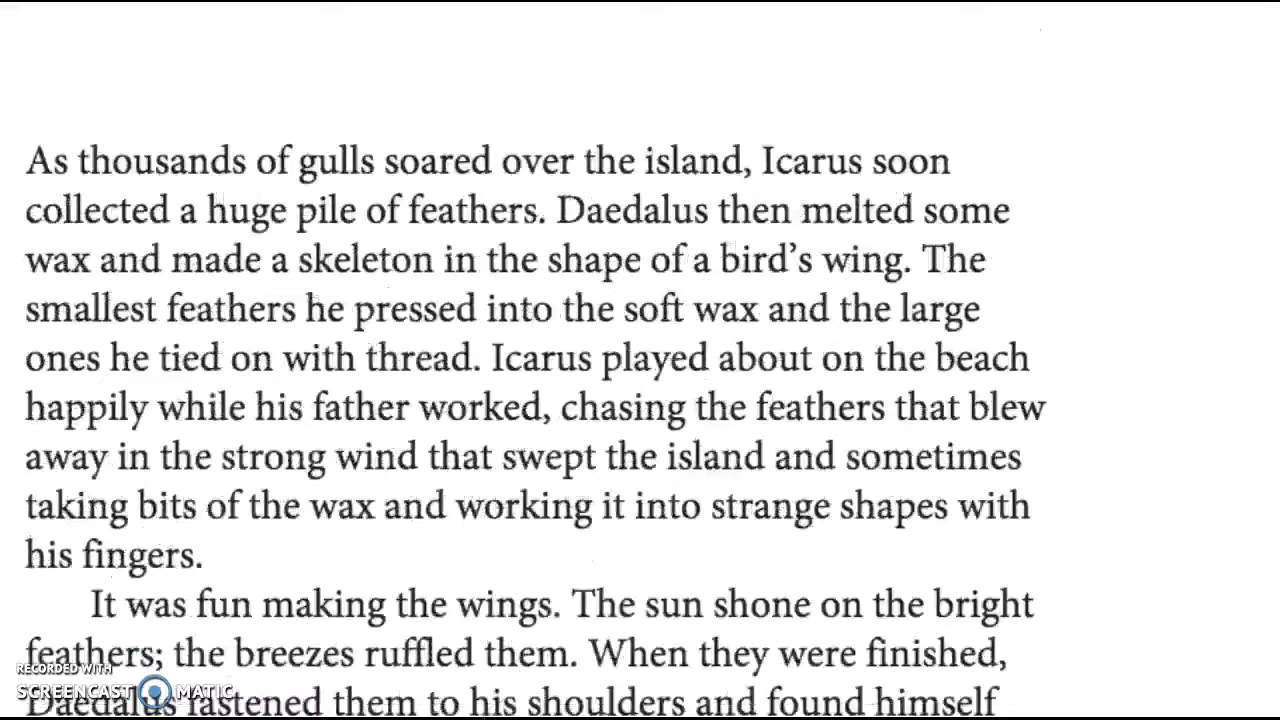 As thousands of gulls soared over the island, Icarus soon
collected a huge pile of feathers. Daedalus then melted some
wax and made a skeleton in the shape of a bird's wing. The
smallest feathers he pressed into the soft wax and the large
ones he tied on with thread. Icarus played about on the beach
happily while his father worked, chasing the feathers that blew
away in the strong wind that swept the island and sometimes
taking bits of the wax and working it into strange shapes with
his fingers.
It was fun making the wings. The sun shone on the bright
feathers; the breezes ruffled them. When they were finished,
Daedalus fastened them to his shoulders and found himself
RECORDED WITH
SCREENCAST MATIC